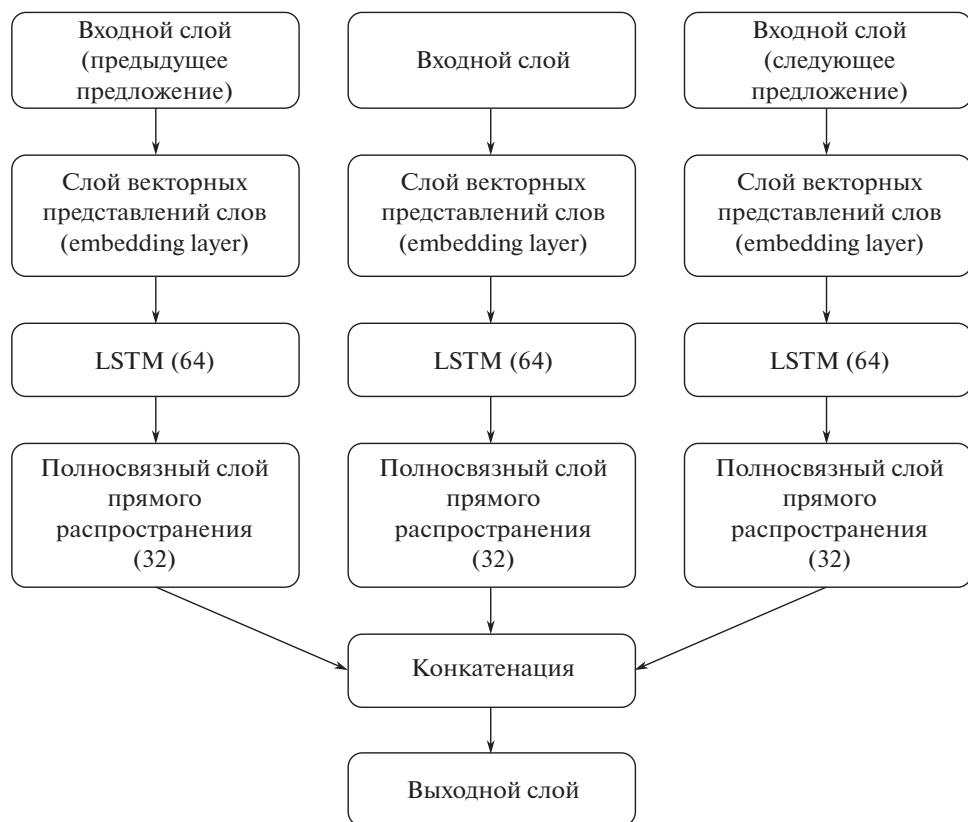 Входной слой
(предыдущее
предложение)
Входной слой
Входной слой
(следующее
предложение)
Слой векторных
представлений слов
(embedding layer)
Слой векторных
представлений слов
(embedding layer)
Слой векторных
представлений слов
(embedding layer)
LSTM (64)
LSTM (64)
LSTM (64)
Полносвязный слой
прямого
распространения
(32)
Полносвязный слой
прямого
распространения
(32)
Полносвязный слой
прямого
распространения
(32)
Конкатенация
Выходной слой